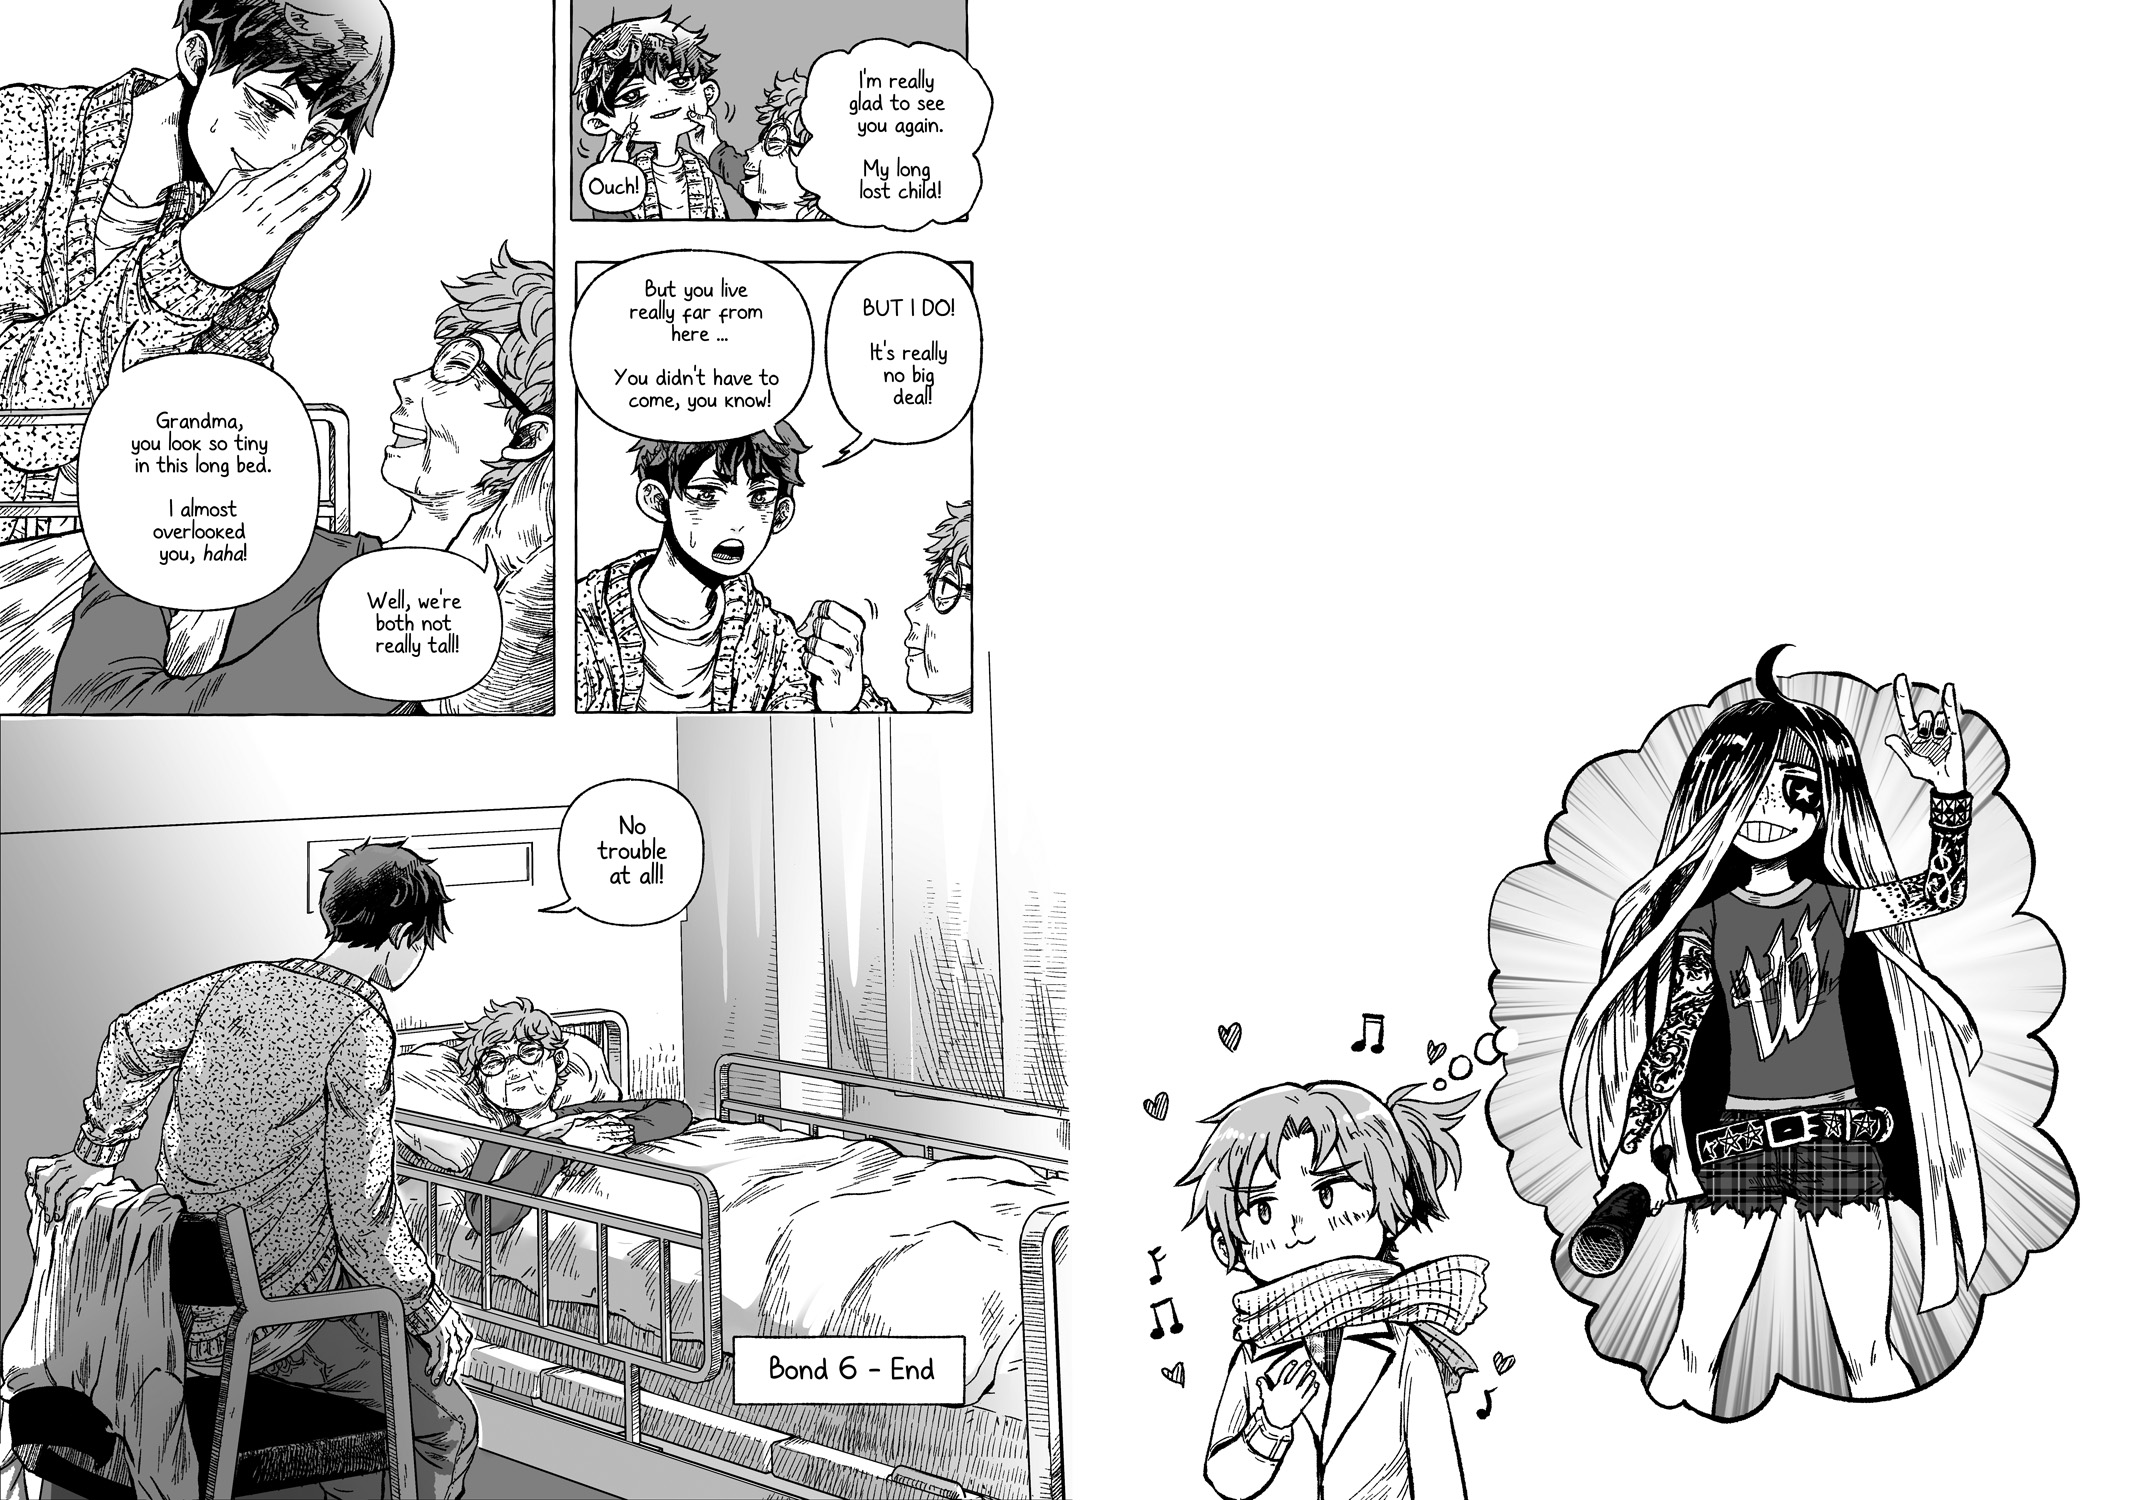 Grandma,
you look so tiny
in this long bed.
I almost
overlooked
you, haha!
Well, we're
both not
really tall!
I'm really
glad to see
you again.
My long
lost child!
Ouch!
But you live
really far from
here ...
You didn't have to
come, you know!
BUT I DO!
It's really
no big
deal!
No
trouble
at all!
Bond 6 - End